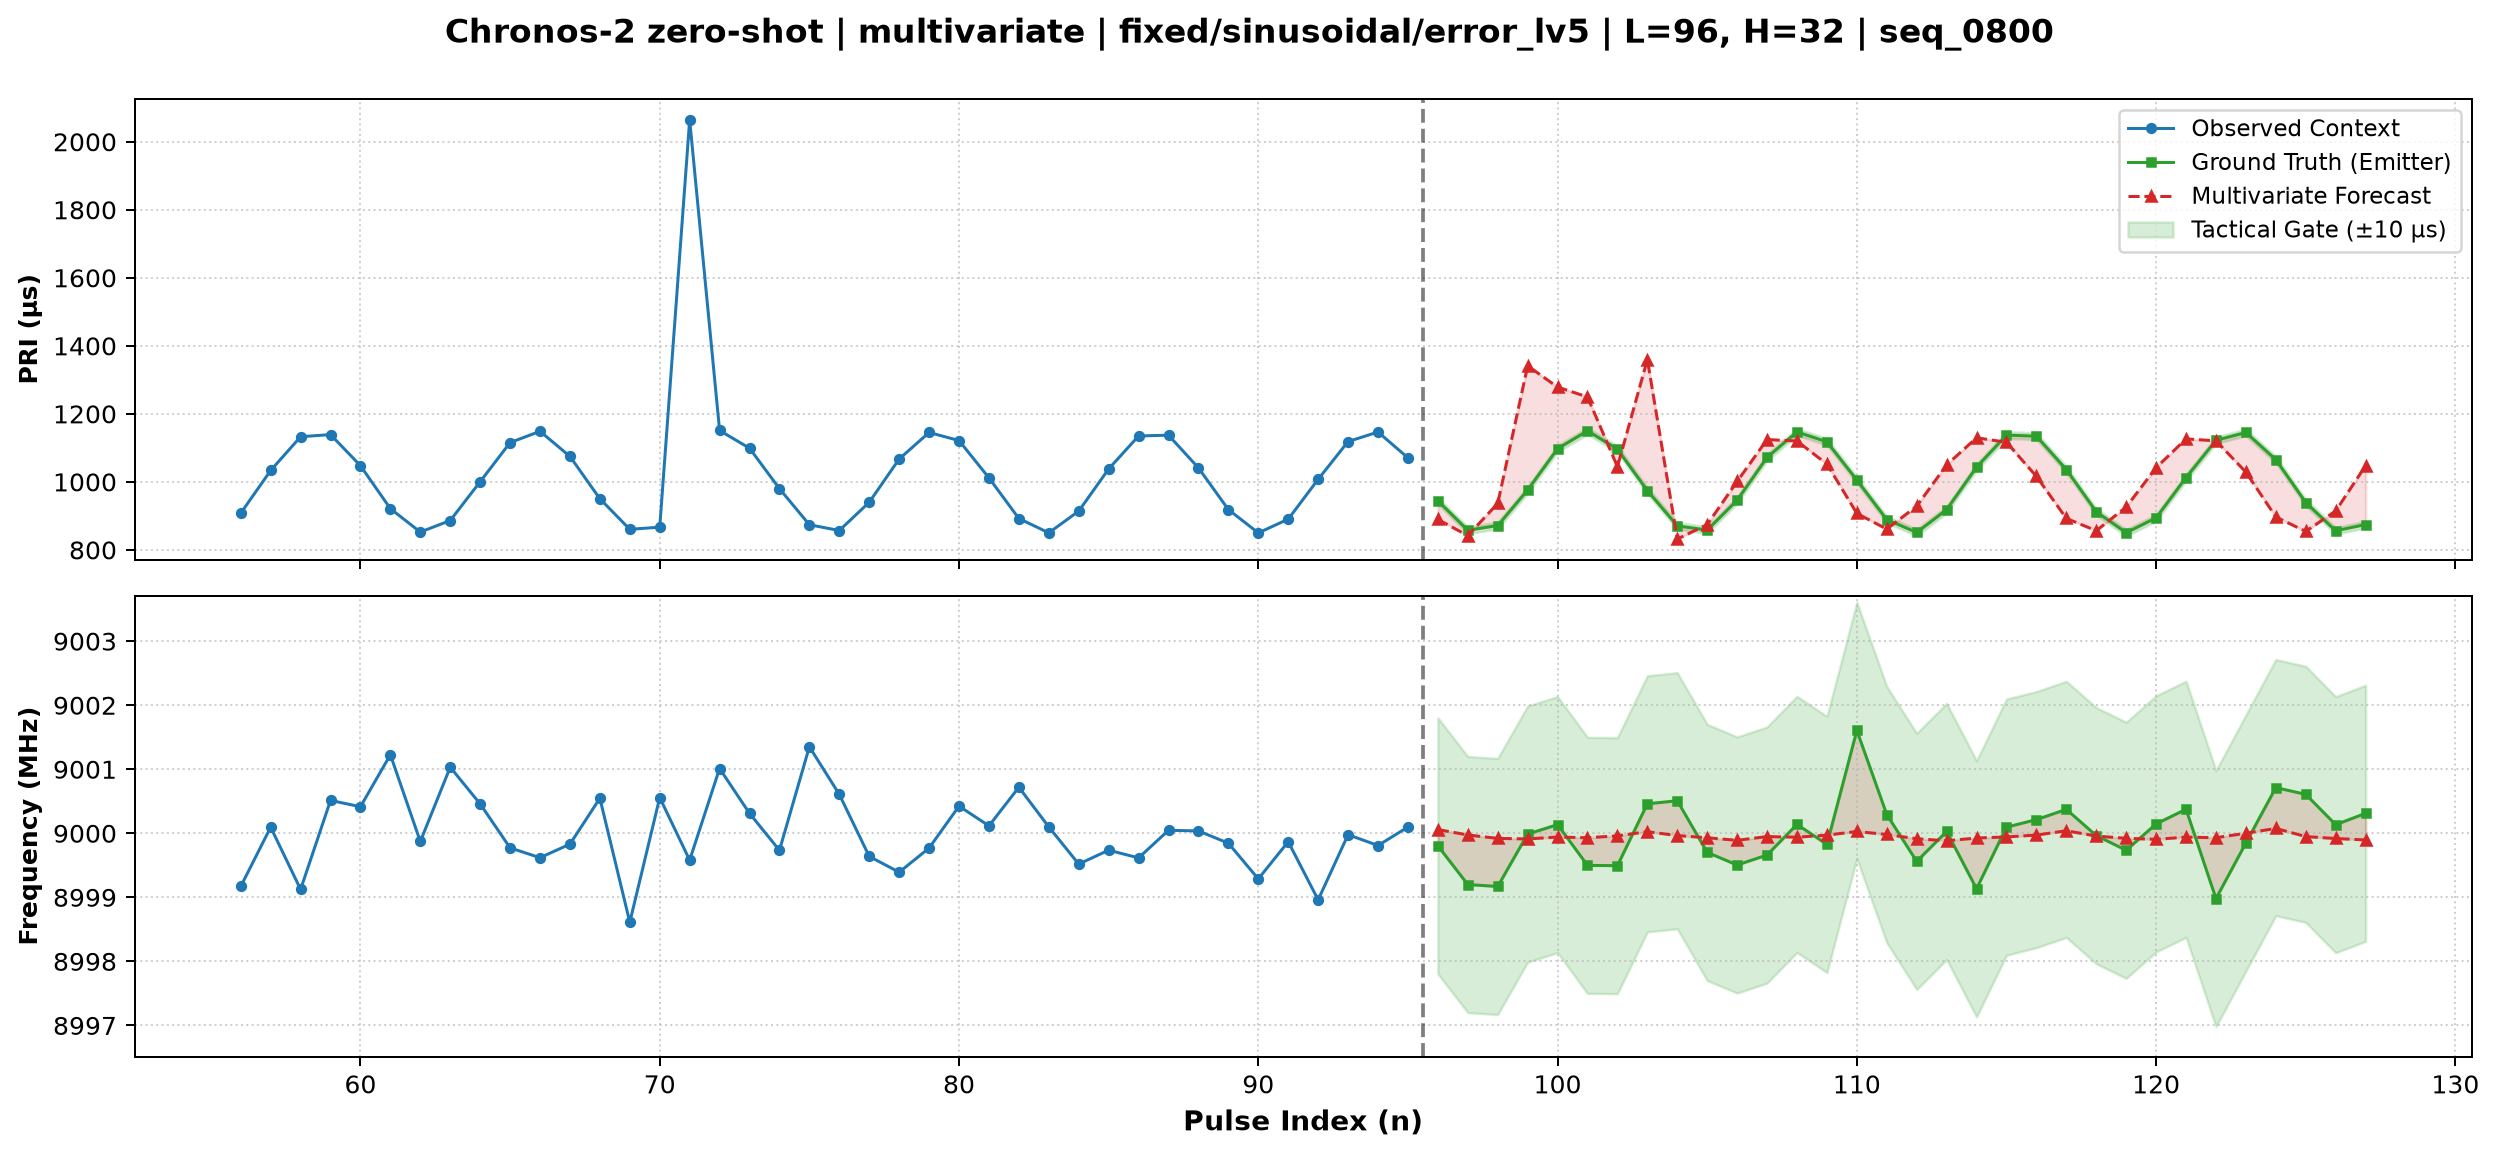 Chronos-2 zero-shot | multivariate | fixed/sinusoidal/error_lv5 | L=96, H=32 | seq_0800
2000
1800
1600
1400
1200
1000
800
PRI (µs)
Observed Context
Ground Truth (Emitter)
Multivariate Forecast
Tactical Gate (±10 µs)
9003
9002
9001
9000
8999
8998
8997
Frequency (MHz)
60
70
80
90
100
110
120
130
Pulse Index (n)